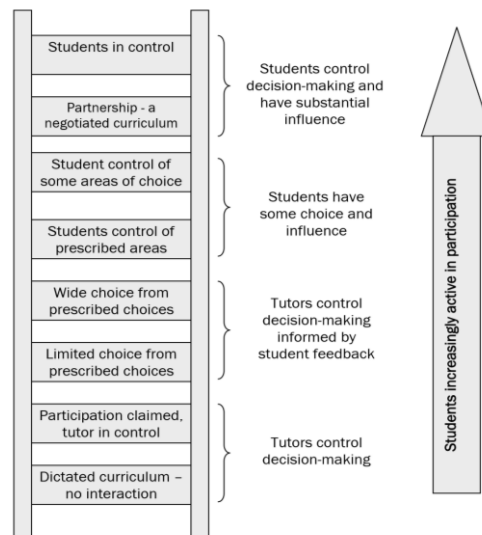 Students in control
Partnership - a
negotiated curriculum
Students control
decision-making and
have substantial
influence
Student control of
some areas of choice
Students control of
prescribed areas
Students have
some choice and
influence
Wide choice from
prescribed choices
Limited choice from
prescribed choices
Tutors control
decision-making
informed by
student feedback
Participation claimed,
tutor in control
Dictated curriculum –
no interaction
Tutors control
decision-making
Students increasingly active in participation